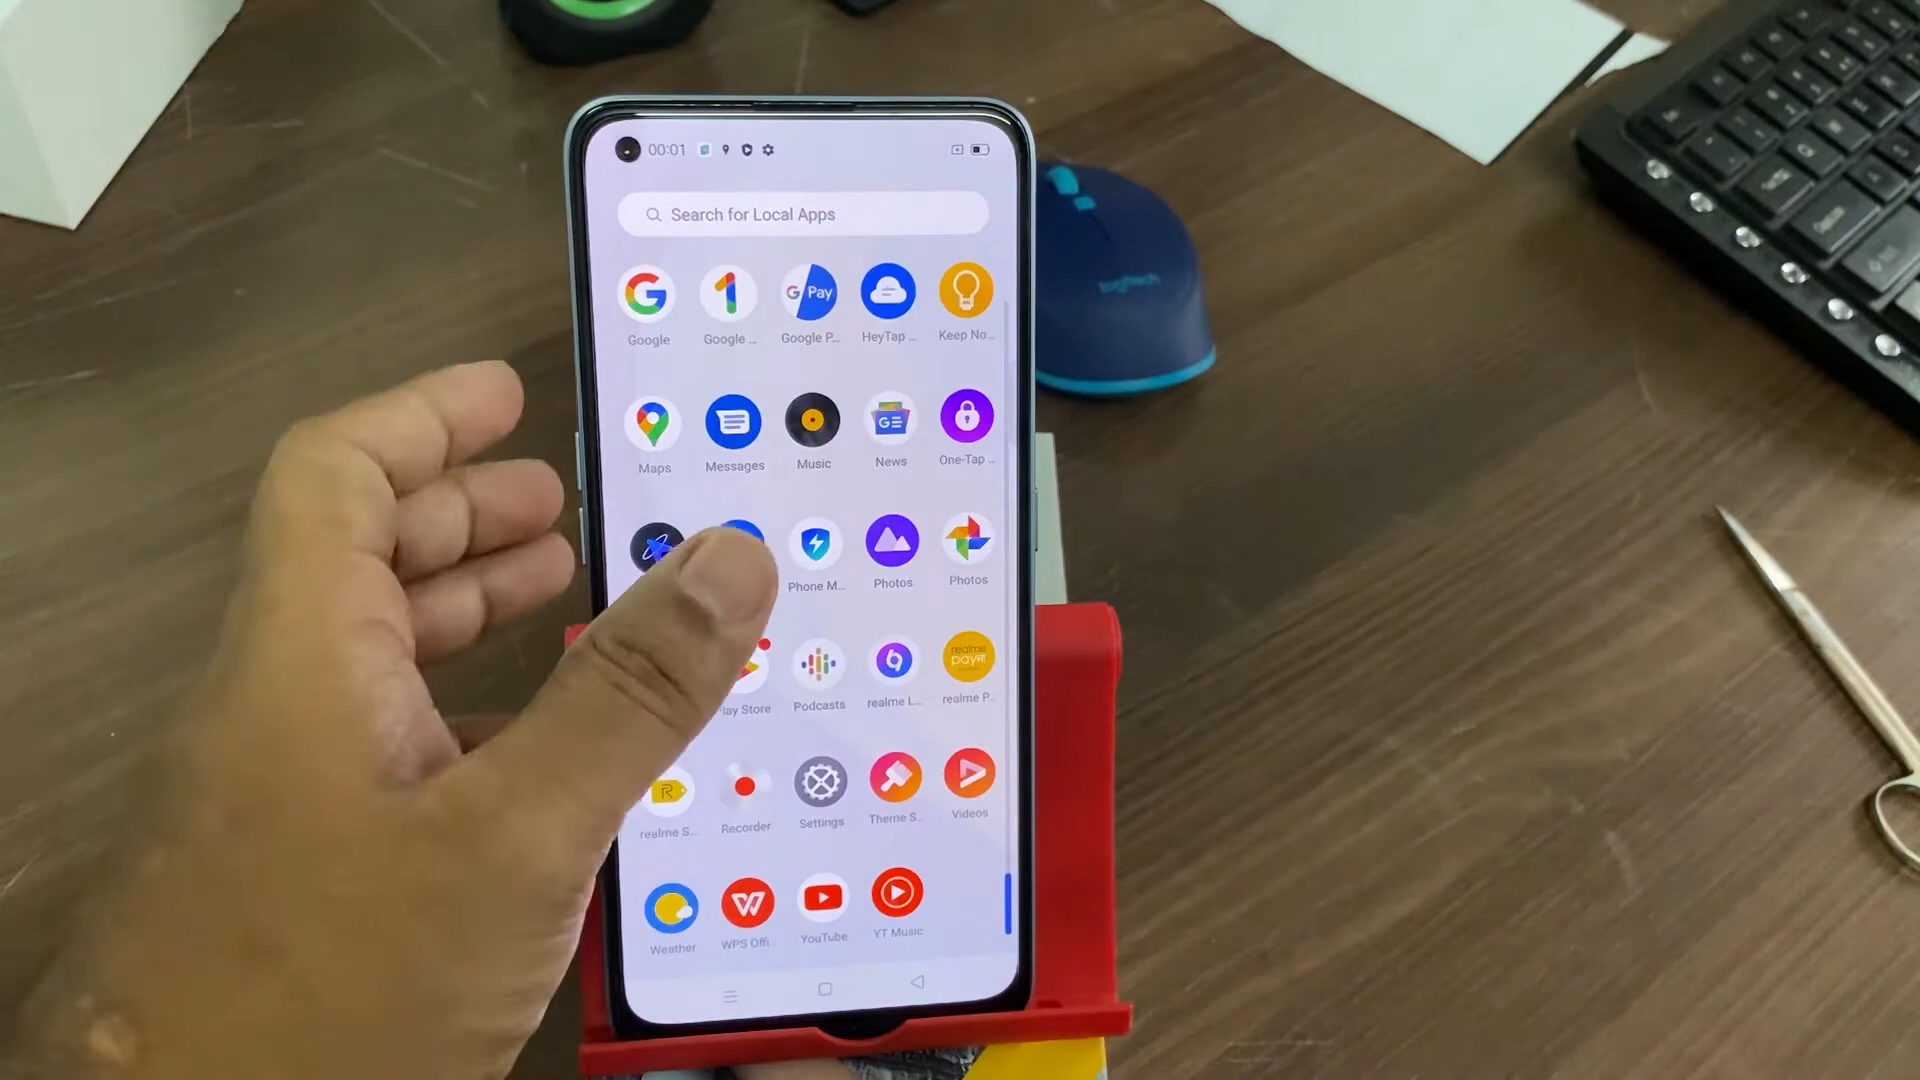 00:01
Search for Local Apps
G Pay
Google
Google ...
Google P...
HeyTap ...
Keep No...
GE
Maps
Messages
Music
News
One-Tap ...
Phone M...
Photos
Photos
realme
pay
lay Store
Podcasts
realme L...
realme P...
R
realme S...
Recorder
Settings
Theme S...
Videos
W
Weather
WPS Offi...
YouTube
YT Music
logitech